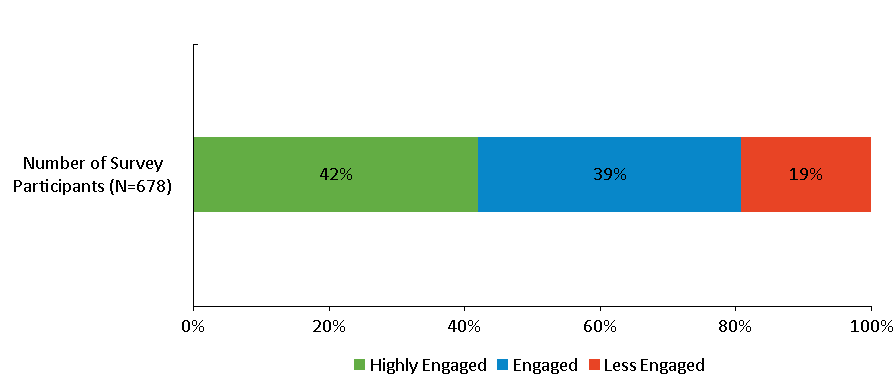 Number of Survey
Participants (N=678)
42%
39%
19%
0%
20%
40%
60%
80%
100%
Highly Engaged
Engaged
Less Engaged